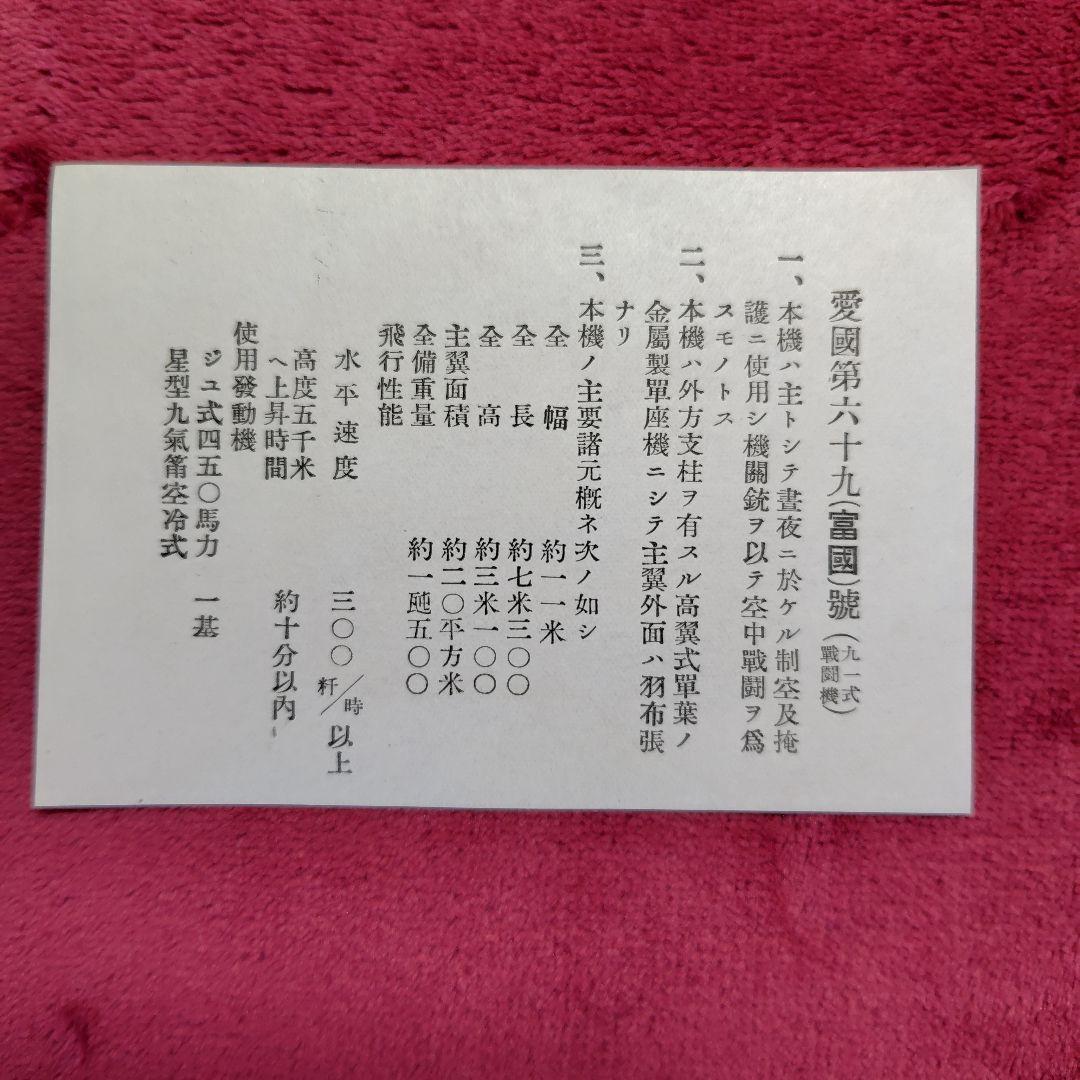 愛國第六十九(富國)號(九一式戰鬪機)
一、本機ハ主トシテ晝夜ニ於ケル制空及掩
護ニ使用シ機關銃ヲ以テ空中戰鬪ヲ爲
スモノトス
二、本機ハ外方支柱ヲ有スル高翼式單葉ノ
金屬製單座機ニシテ主翼外面ハ羽布張
ナリ
三、本機ノ主要諸元槪ネ次ノ如シ
全幅 約一一米
全長 約七米三〇〇
全高 約三米一〇〇
主翼面積 約二〇平方米
全備重量 約一瓲五〇〇
飛行性能
水平速度 三〇〇粁/時以上
高度五千米
ヘ上昇時間 約十分以內
使用發動機
ジュ式四五〇馬力 一基
星型九氣筩空冷式